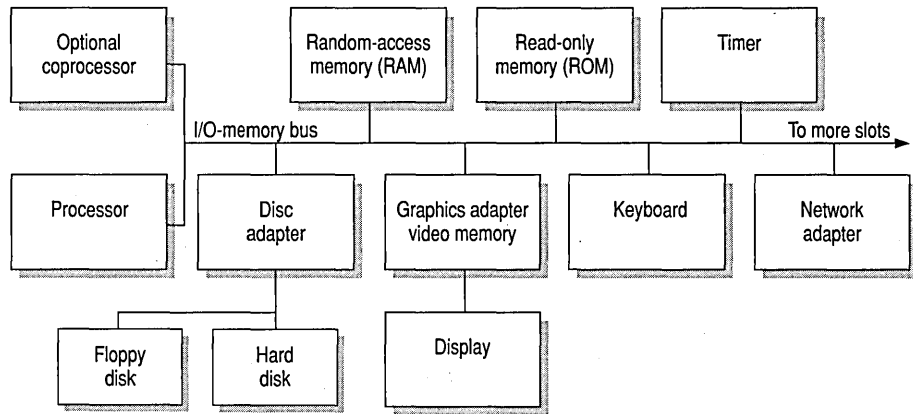 Optional
coprocessor
Random-access
memory (RAM)
Read-only
memory (ROM)
Timer
I/O-memory bus
To more slots
Processor
Disc
adapter
Graphics adapter
video memory
Keyboard
Network
adapter
Floppy
disk
Hard
disk
Display